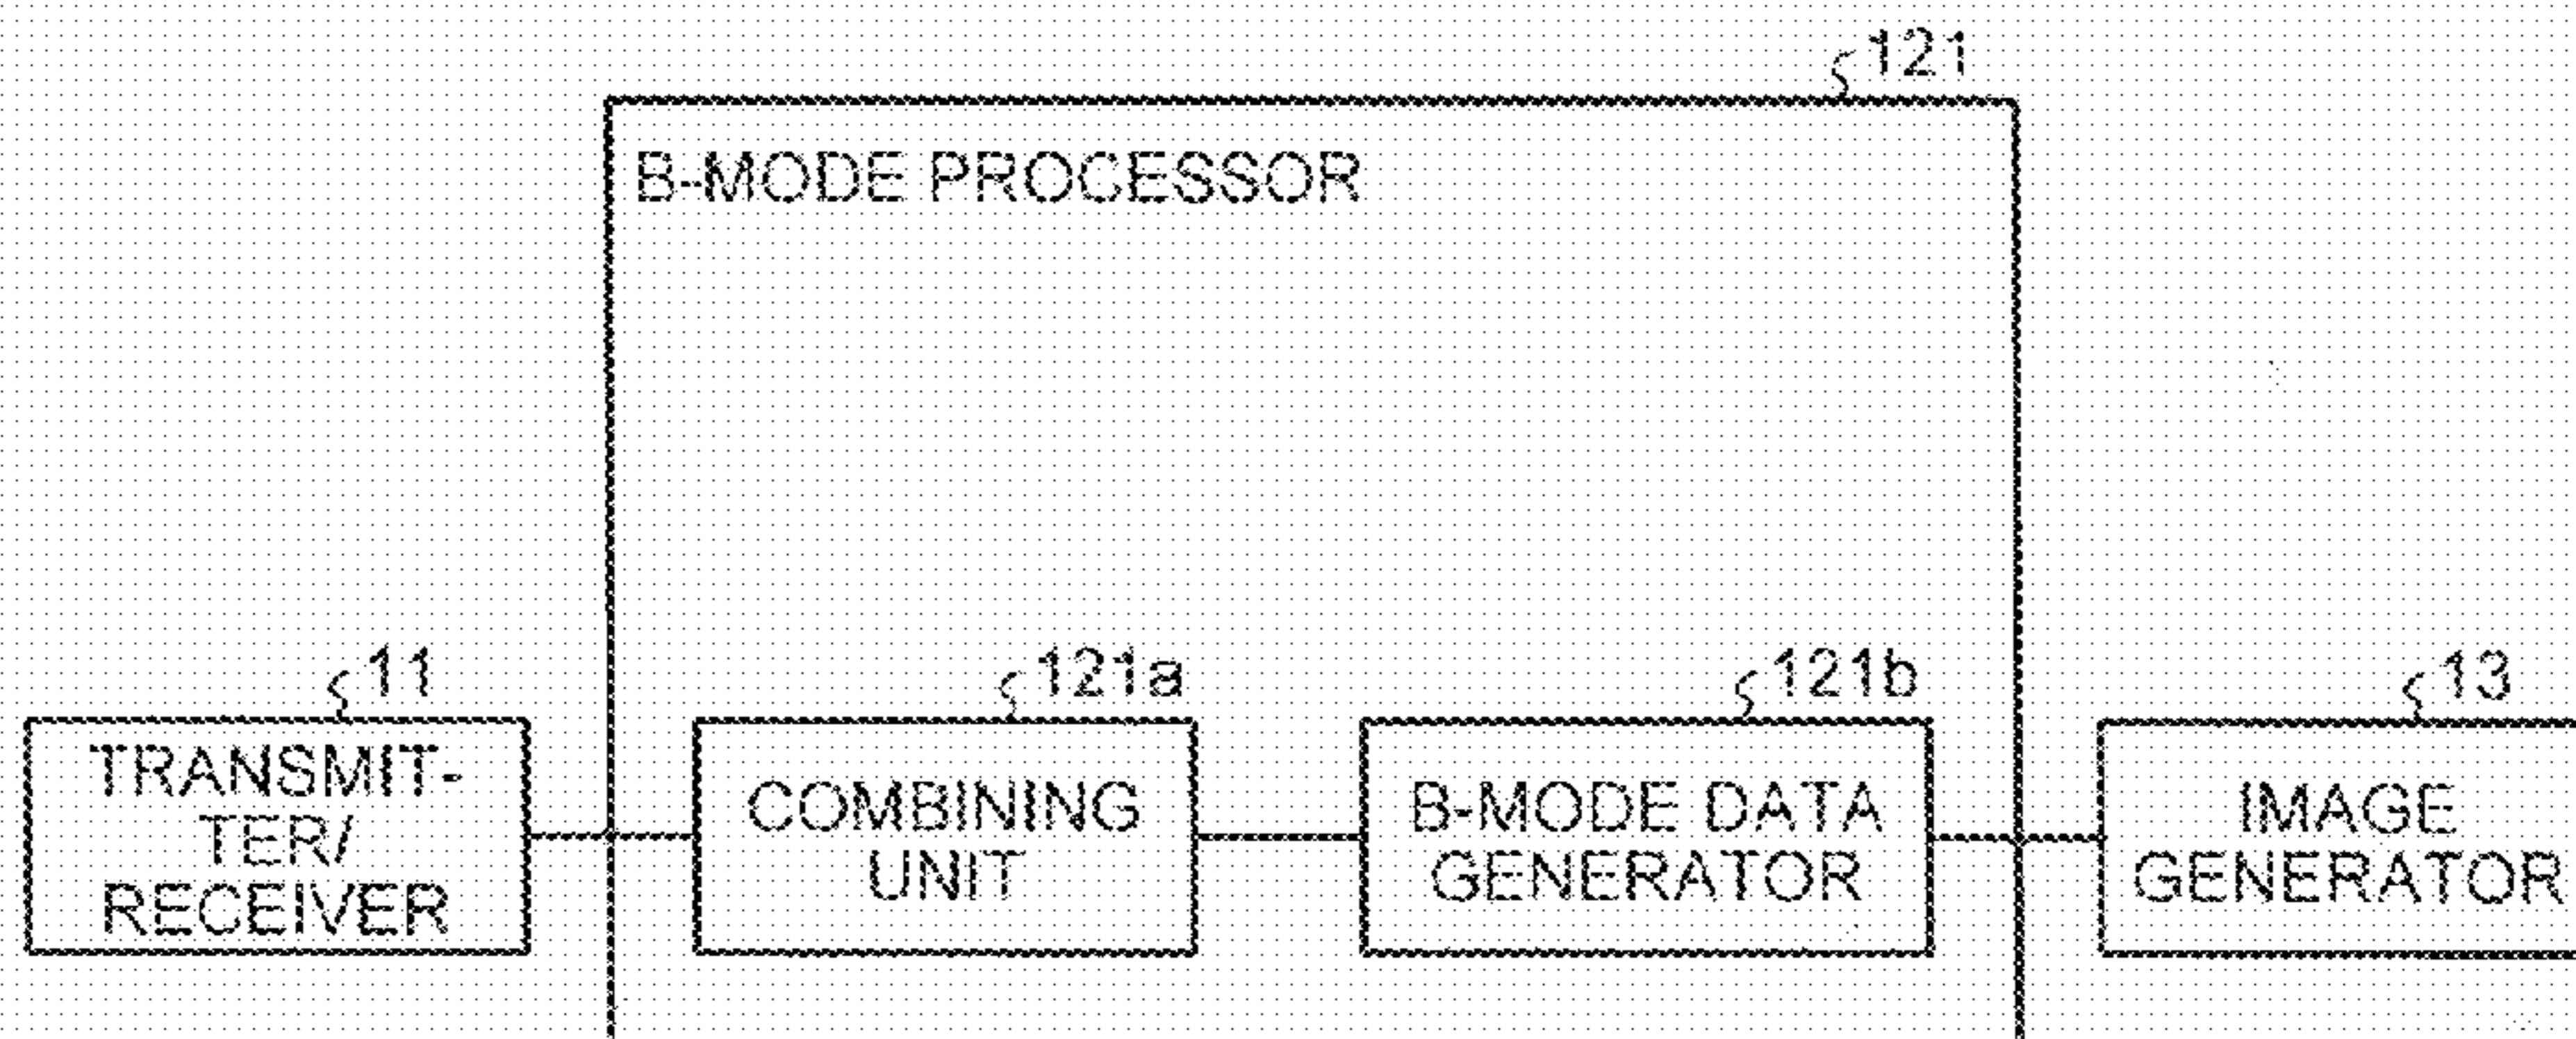 121
B-MODE PROCESSOR
11
121a
121b
13
TRANSMIT-
TER/
RECEIVER
COMBINING
UNIT
B-MODE DATA
GENERATOR
IMAGE
GENERATOR